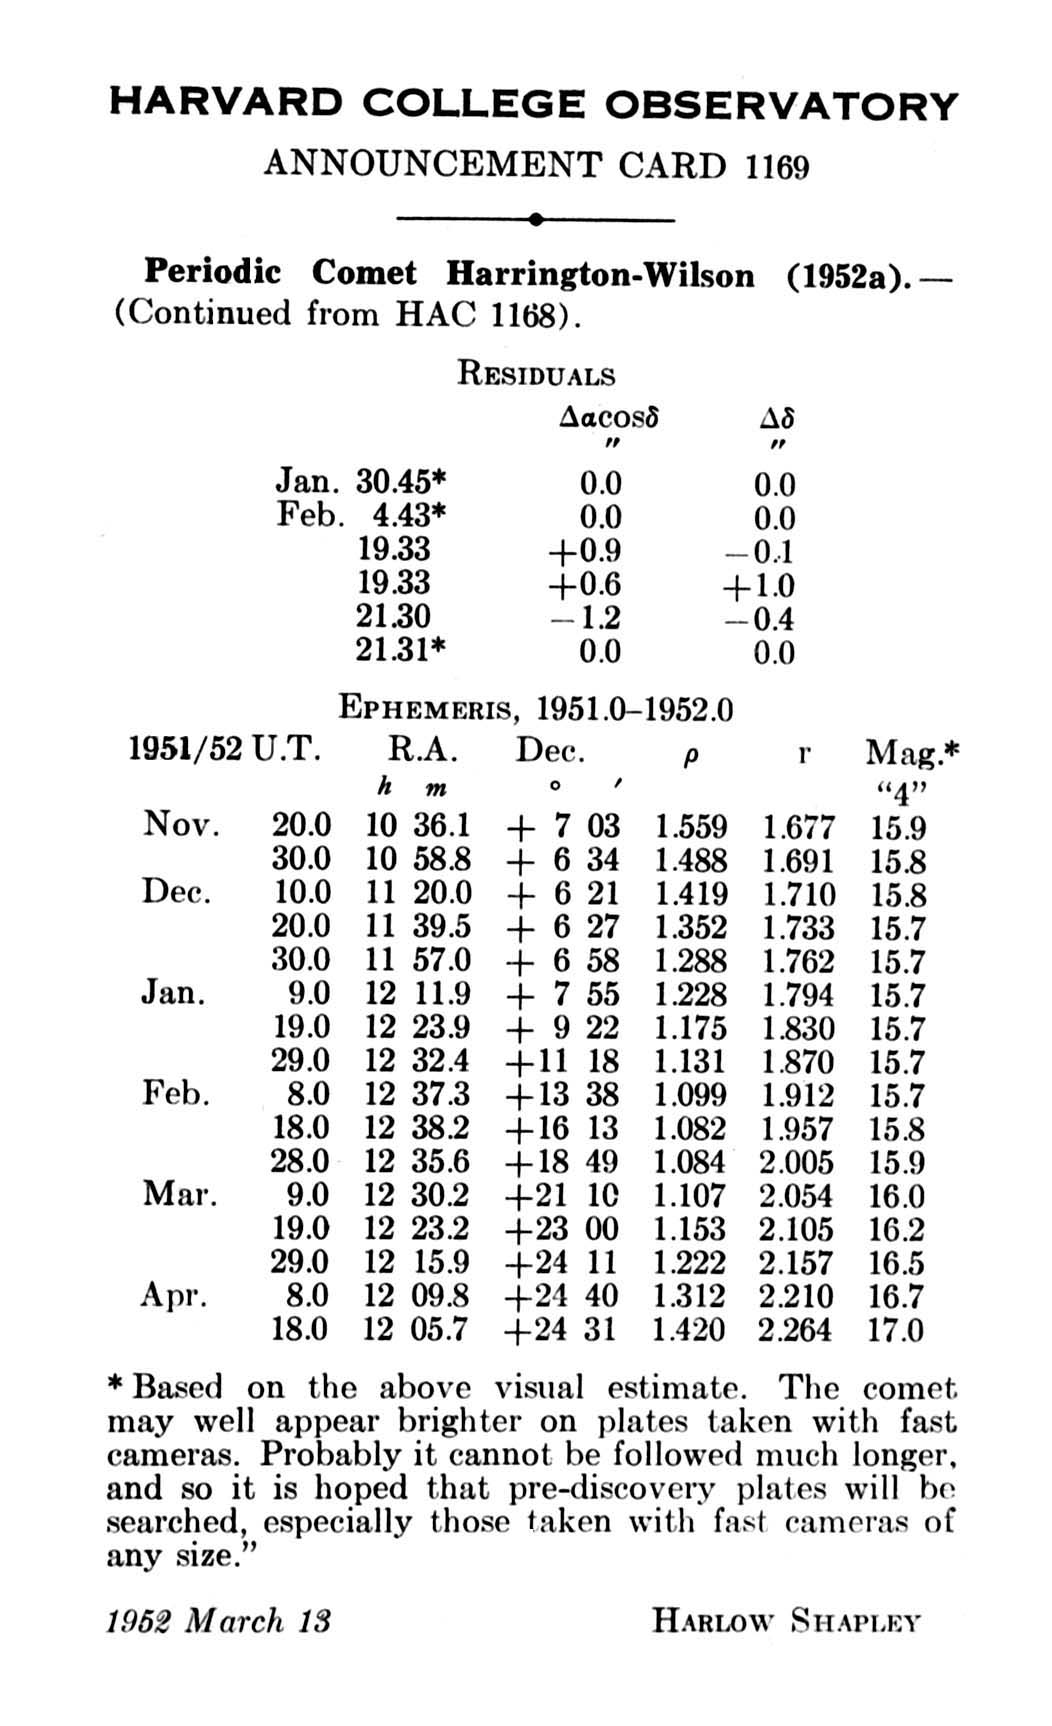 HARVARD COLLEGE OBSERVATORY
ANNOUNCEMENT CARD 1169
Periodic Comet Harrington-Wilson (1952a). —
(Continued from HAC 1168).
RESIDUALS
Δαcosδ Δδ
″ ″
Jan. 30.45* 0.0 0.0
Feb. 4.43* 0.0 0.0
19.33 +0.9 −0.1
19.33 +0.6 +1.0
21.30 −1.2 −0.4
21.31* 0.0 0.0
EPHEMERIS, 1951.0–1952.0
1951/52 U.T. R.A. Dec. ρ r Mag.*
h m ° ′ “4”
Nov. 20.0 10 36.1 + 7 03 1.559 1.677 15.9
30.0 10 58.8 + 6 34 1.488 1.691 15.8
Dec. 10.0 11 20.0 + 6 21 1.419 1.710 15.8
20.0 11 39.5 + 6 27 1.352 1.733 15.7
30.0 11 57.0 + 6 58 1.288 1.762 15.7
Jan. 9.0 12 11.9 + 7 55 1.228 1.794 15.7
19.0 12 23.9 + 9 22 1.175 1.830 15.7
29.0 12 32.4 +11 18 1.131 1.870 15.7
Feb. 8.0 12 37.3 +13 38 1.099 1.912 15.7
18.0 12 38.2 +16 13 1.082 1.957 15.8
28.0 12 35.6 +18 49 1.084 2.005 15.9
Mar. 9.0 12 30.2 +21 10 1.107 2.054 16.0
19.0 12 23.2 +23 00 1.153 2.105 16.2
29.0 12 15.9 +24 11 1.222 2.157 16.5
Apr. 8.0 12 09.8 +24 40 1.312 2.210 16.7
18.0 12 05.7 +24 31 1.420 2.264 17.0
* Based on the above visual estimate. The comet
may well appear brighter on plates taken with fast
cameras. Probably it cannot be followed much longer,
and so it is hoped that pre-discovery plates will be
searched, especially those taken with fast cameras of
any size.”
1952 March 13 HARLOW SHAPLEY